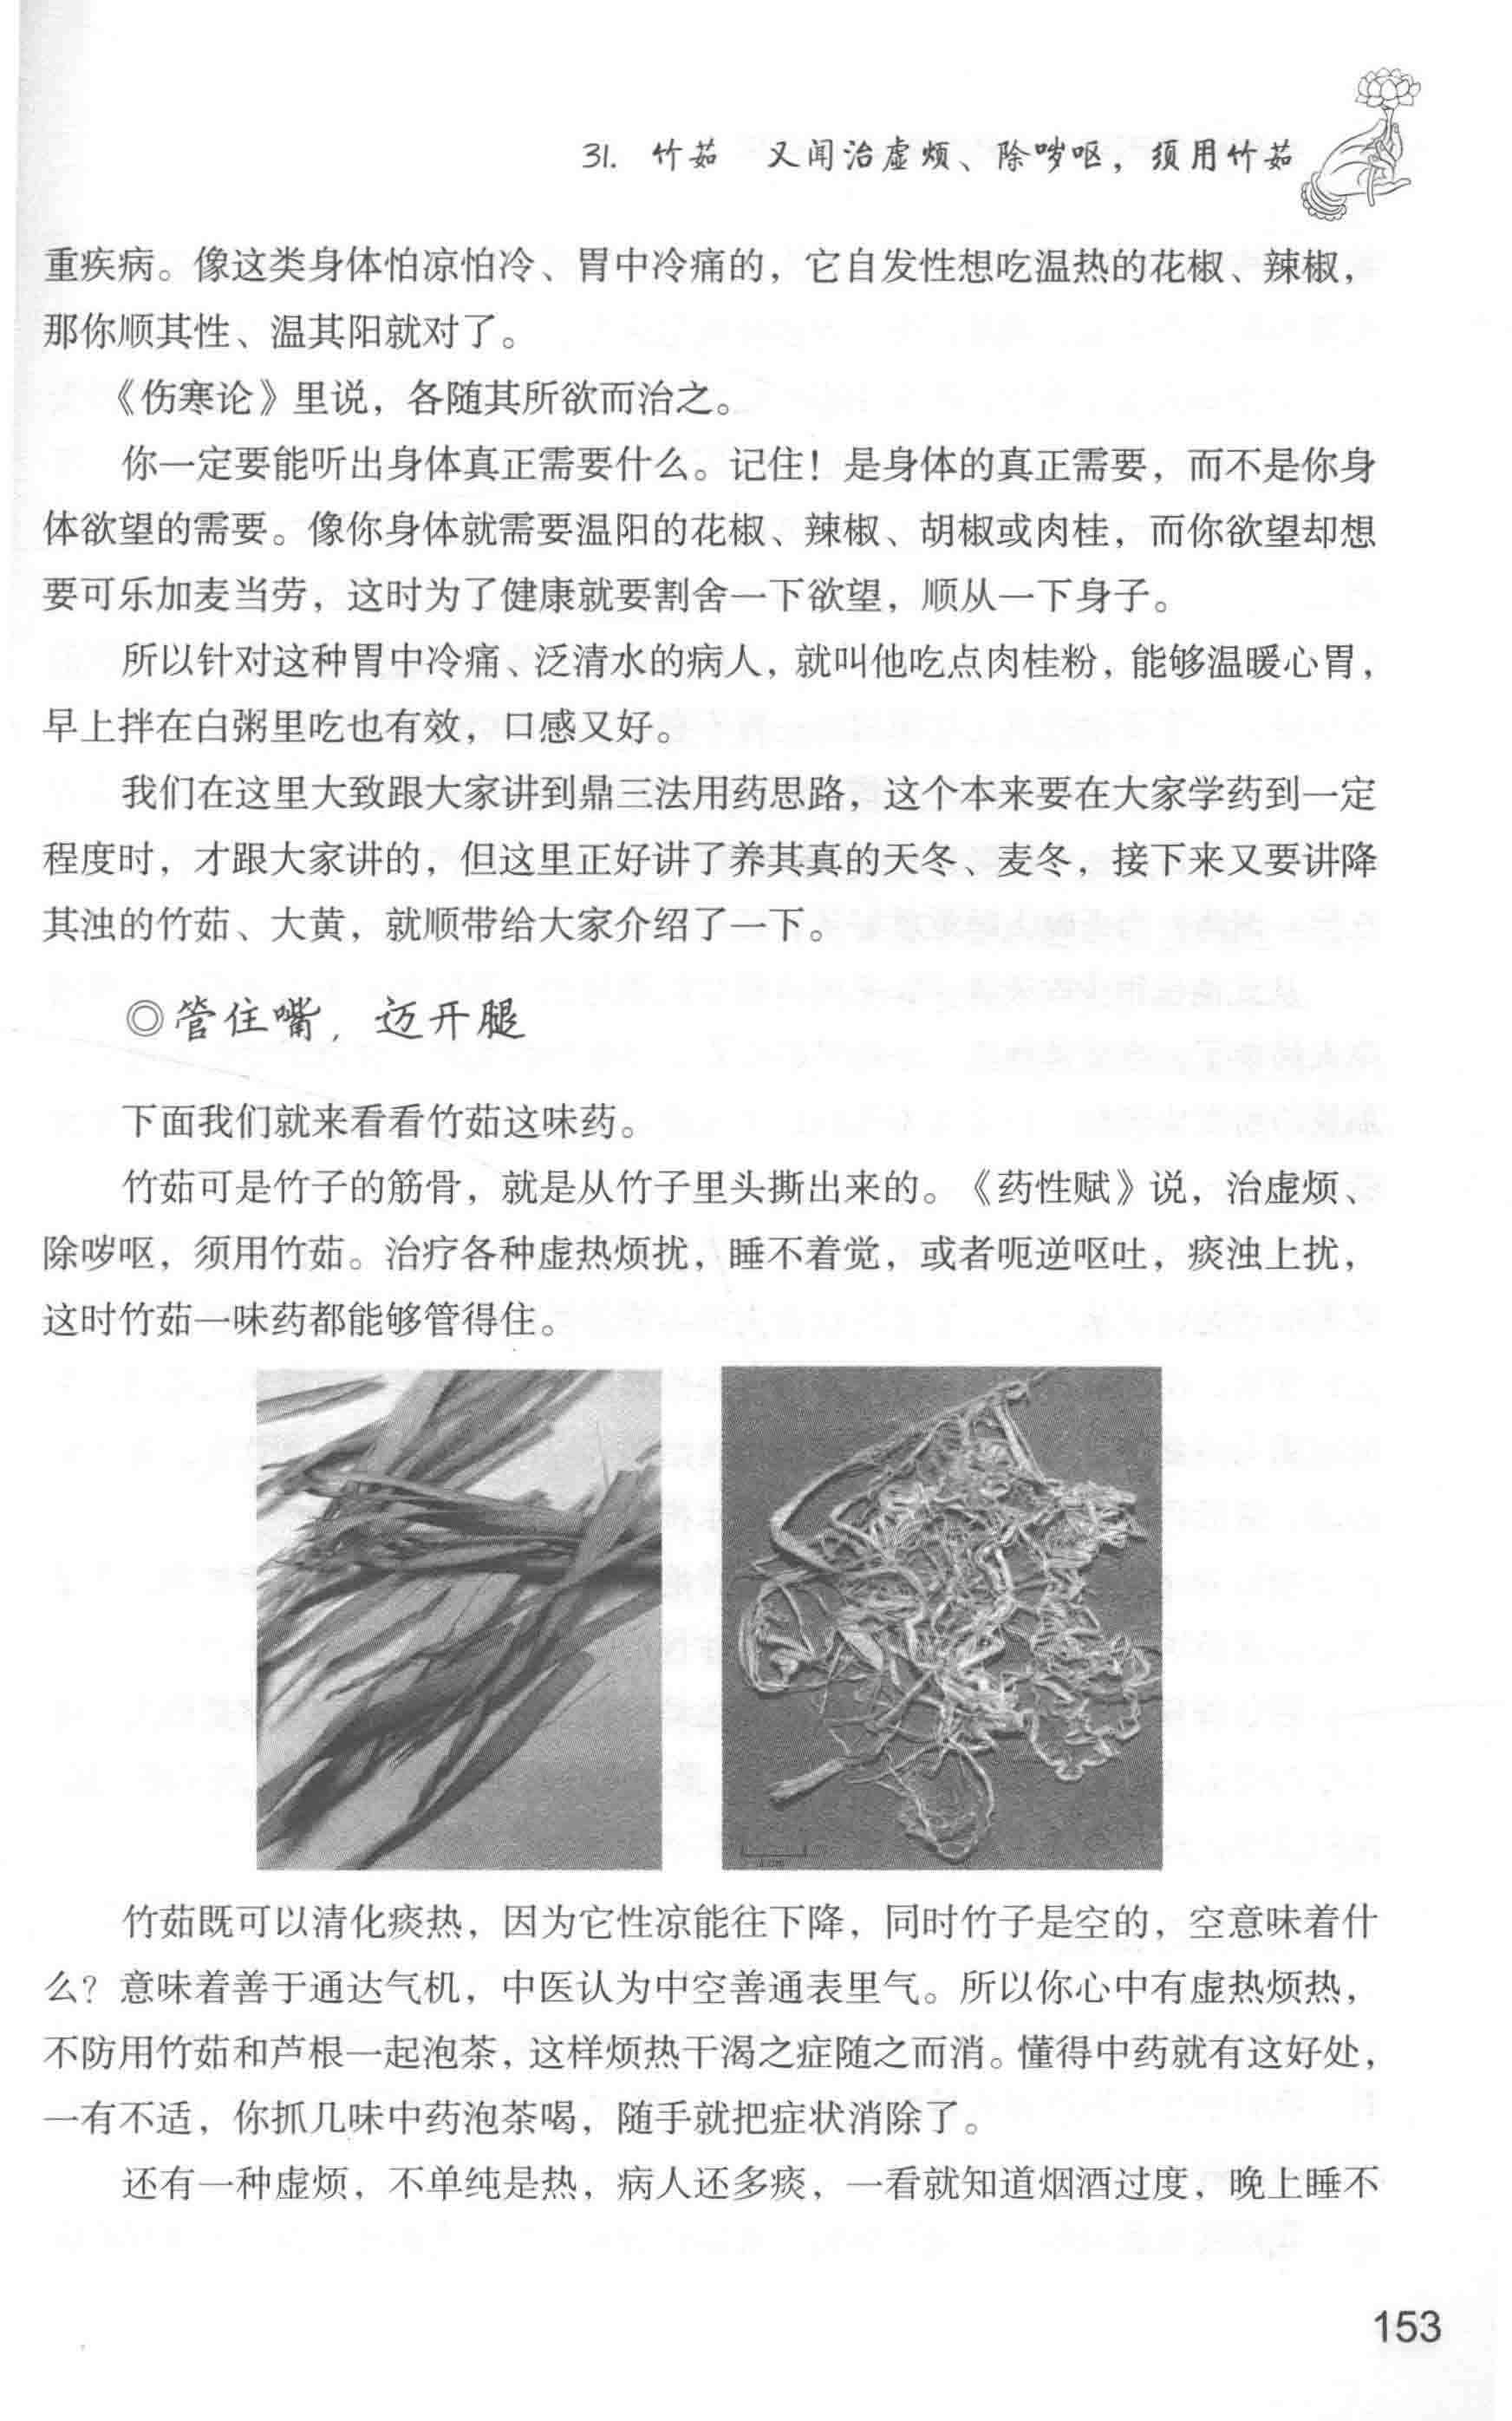 31. 竹茹　又闻治虚烦、除哕呕，须用竹茹
重疾病。像这类身体怕凉怕冷、胃中冷痛的，它自发性想吃温热的花椒、辣椒，
那你顺其性、温其阳就对了。
《伤寒论》里说，各随其所欲而治之。
你一定要能听出身体真正需要什么。记住！是身体的真正需要，而不是你身
体欲望的需要。像你身体就需要温阳的花椒、辣椒、胡椒或肉桂，而你欲望却想
要可乐加麦当劳，这时为了健康就要割舍一下欲望，顺从一下身子。
所以针对这种胃中冷痛、泛清水的病人，就叫他吃点肉桂粉，能够温暖心胃，
早上拌在白粥里吃也有效，口感又好。
我们在这里大致跟大家讲到鼎三法用药思路，这个本来要在大家学药到一定
程度时，才跟大家讲的，但这里正好讲了养其真的天冬、麦冬，接下来又要讲降
其浊的竹茹、大黄，就顺带给大家介绍了一下。
◎管住嘴，迈开腿
下面我们就来看看竹茹这味药。
竹茹可是竹子的筋骨，就是从竹子里头撕出来的。《药性赋》说，治虚烦、
除哕呕，须用竹茹。治疗各种虚热烦扰，睡不着觉，或者呃逆呕吐，痰浊上扰，
这时竹茹一味药都能够管得住。
竹茹既可以清化痰热，因为它性凉能往下降，同时竹子是空的，空意味着什
么？意味着善于通达气机，中医认为中空善通表里气。所以你心中有虚热烦热，
不防用竹茹和芦根一起泡茶，这样烦热干渴之症随之而消。懂得中药就有这好处，
一有不适，你抓几味中药泡茶喝，随手就把症状消除了。
还有一种虚烦，不单纯是热，病人还多痰，一看就知道烟酒过度，晚上睡不
153